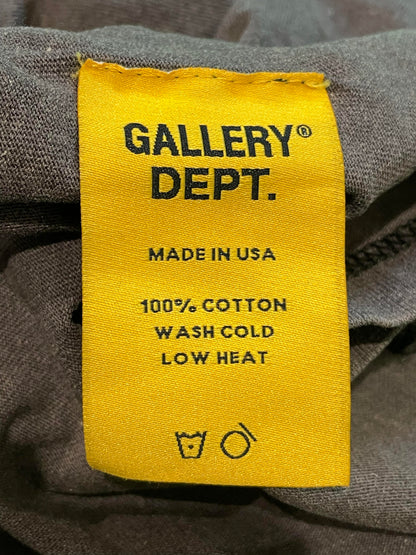 GALLERY®
DEPT.
MADE IN USA
100% COTTON
WASH COLD
LOW HEAT